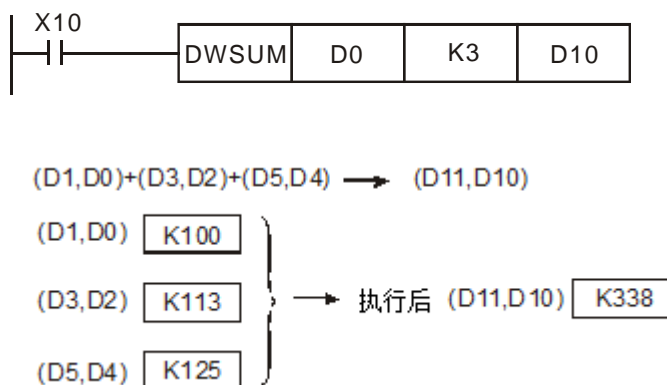 X10
DWSUM D0 K3 D10
(D1,D0)+(D3,D2)+(D5,D4) → (D11,D10)
(D1,D0) K100
(D3,D2) K113 → 执行后 (D11,D10) K338
(D5,D4) K125